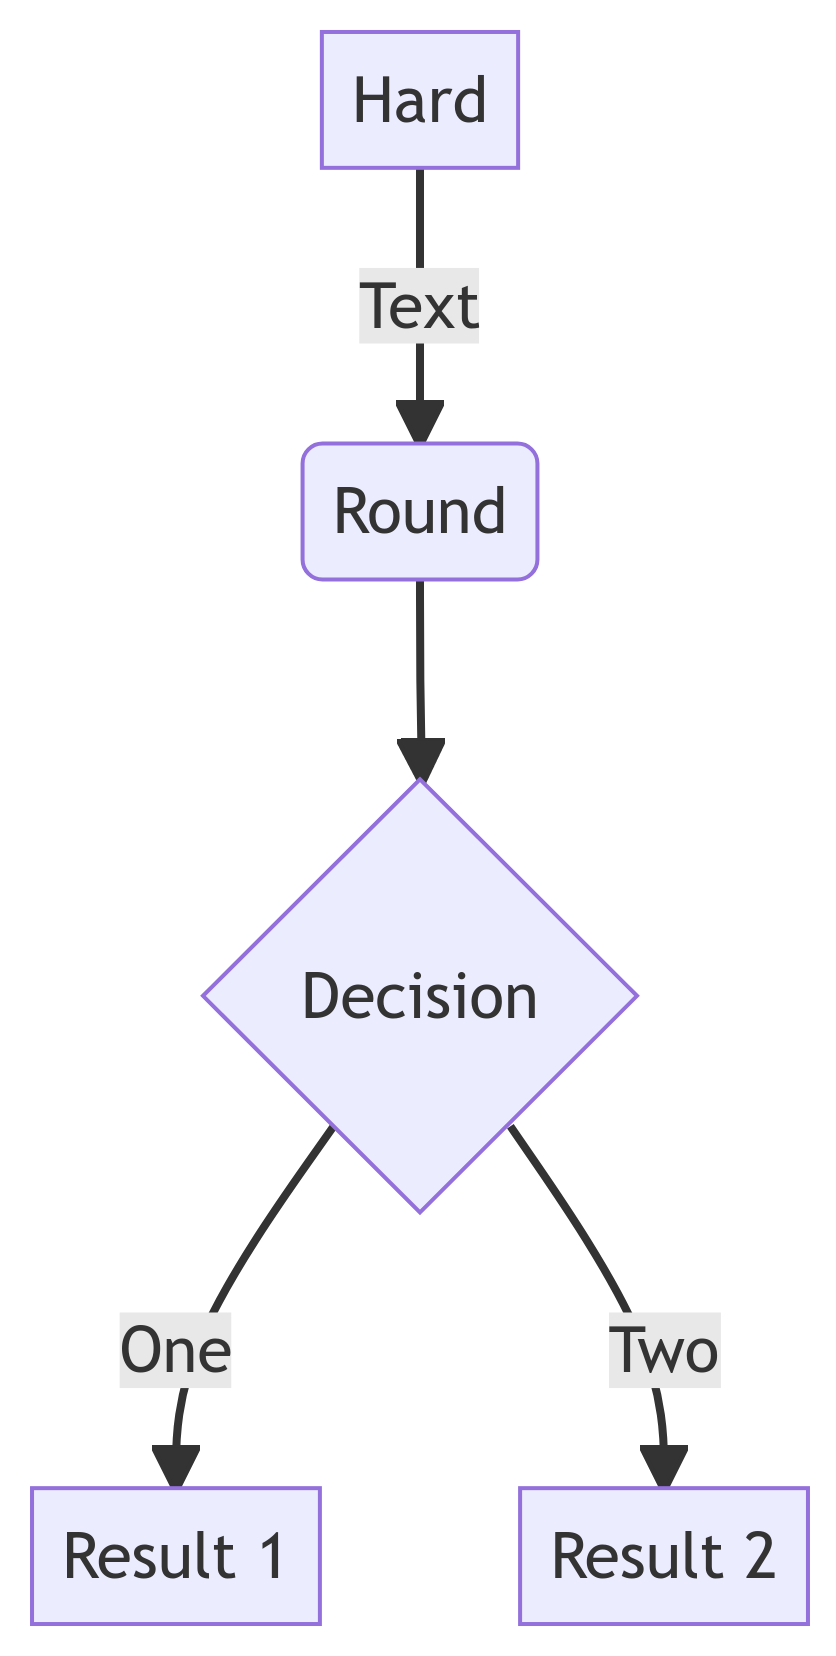 Hard
Text
Round
Decision
One
Two
Result 1
Result 2